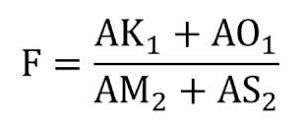 F = (AK₁ + AO₁) / (AM₂ + AS₂)